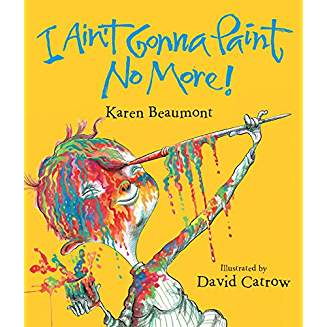 I Ain't Gonna Paint
No More!
Karen Beaumont
Illustrated by
David Catrow